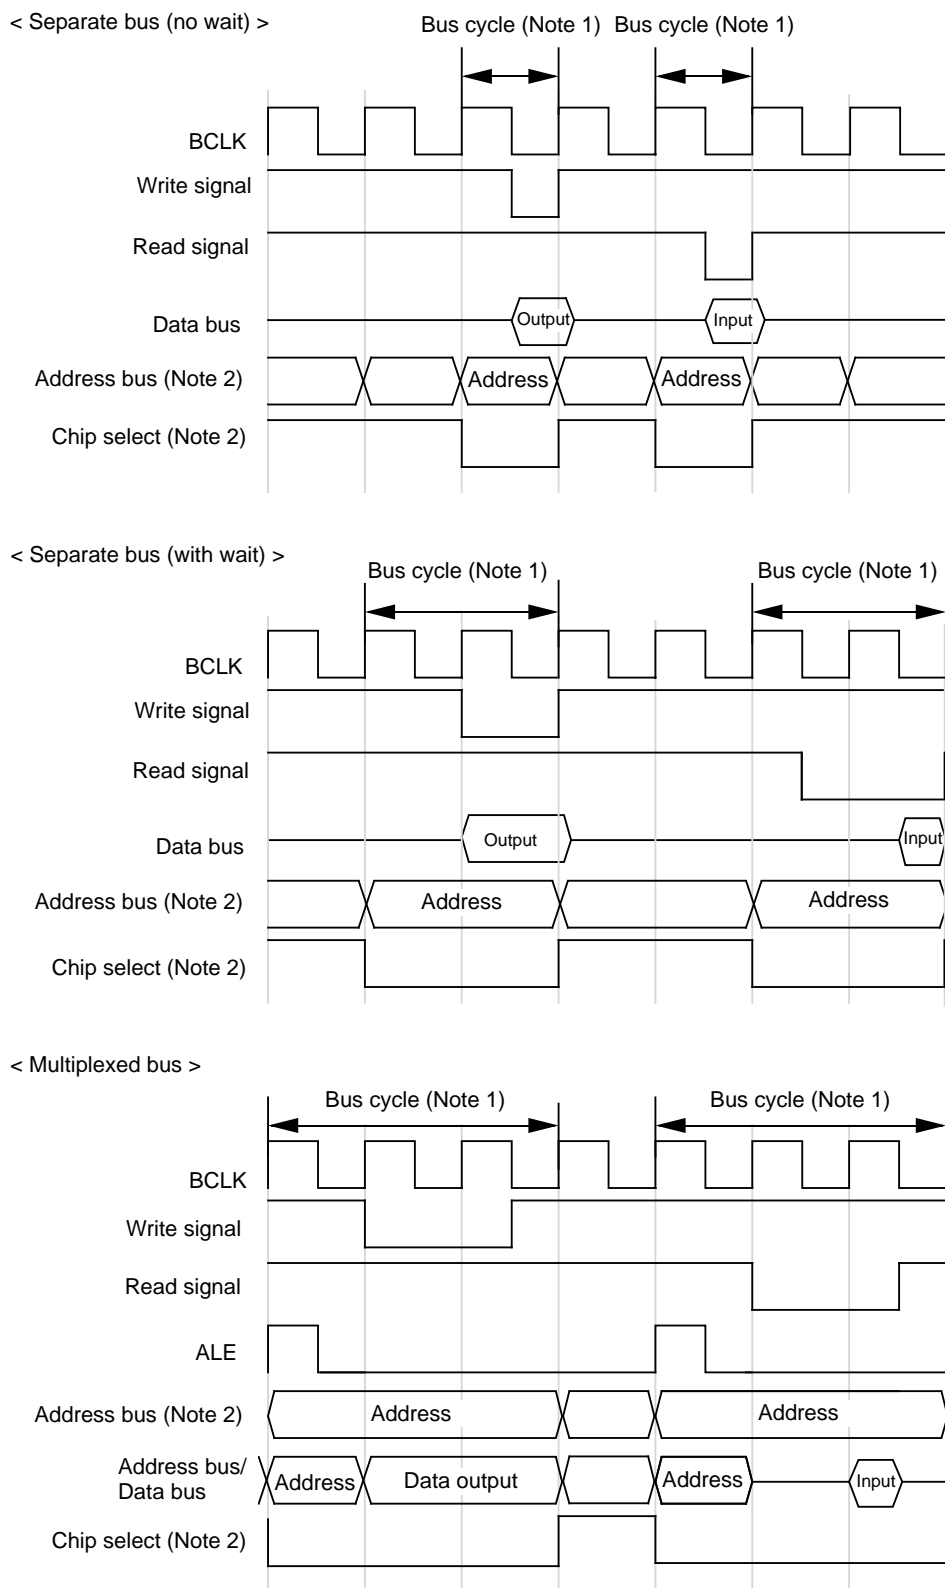 < Separate bus (no wait) >
Bus cycle (Note 1) Bus cycle (Note 1)
BCLK
Write signal
Read signal
Data bus
Output
Input
Address bus (Note 2)
Address
Address
Chip select (Note 2)
< Separate bus (with wait) >
Bus cycle (Note 1)
Bus cycle (Note 1)
BCLK
Write signal
Read signal
Data bus
Output
Input
Address bus (Note 2)
Address
Address
Chip select (Note 2)
< Multiplexed bus >
Bus cycle (Note 1)
Bus cycle (Note 1)
BCLK
Write signal
Read signal
ALE
Address bus (Note 2)
Address
Address
Address bus/
Data bus
Address
Data output
Address
Input
Chip select (Note 2)